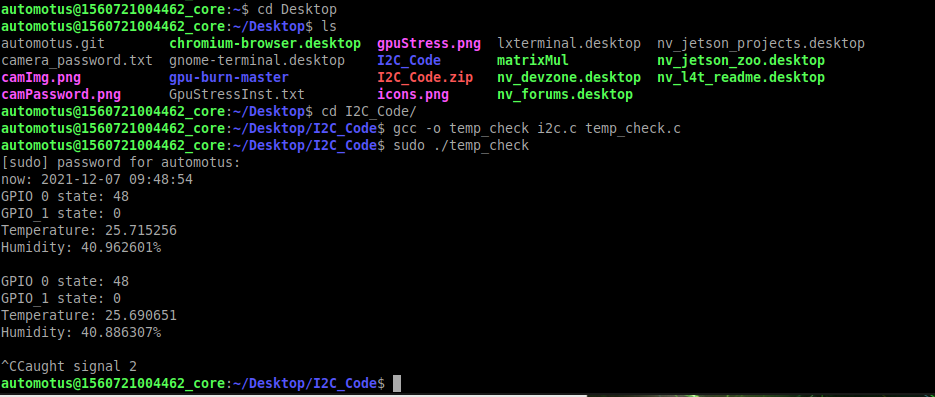 automotus@1560721004462_core:~$ cd Desktop
automotus@1560721004462_core:~/Desktop$ ls
automotus.git chromium-browser.desktop gpuStress.png lxterminal.desktop nv_jetson_projects.desktop
camera_password.txt gnome-terminal.desktop I2C_Code matrixMul nv_jetson_zoo.desktop
camImg.png gpu-burn-master I2C_Code.zip nv_devzone.desktop nv_l4t_readme.desktop
camPassword.png GpuStressInst.txt icons.png nv_forums.desktop
automotus@1560721004462_core:~/Desktop$ cd I2C_Code/
automotus@1560721004462_core:~/Desktop/I2C_Code$ gcc -o temp_check i2c.c temp_check.c
automotus@1560721004462_core:~/Desktop/I2C_Code$ sudo ./temp_check
[sudo] password for automotus:
now: 2021-12-07 09:48:54
GPIO 0 state: 48
GPIO_1 state: 0
Temperature: 25.715256
Humidity: 40.962601%
GPIO 0 state: 48
GPIO_1 state: 0
Temperature: 25.690651
Humidity: 40.886307%
^CCaught signal 2
automotus@1560721004462_core:~/Desktop/I2C_Code$